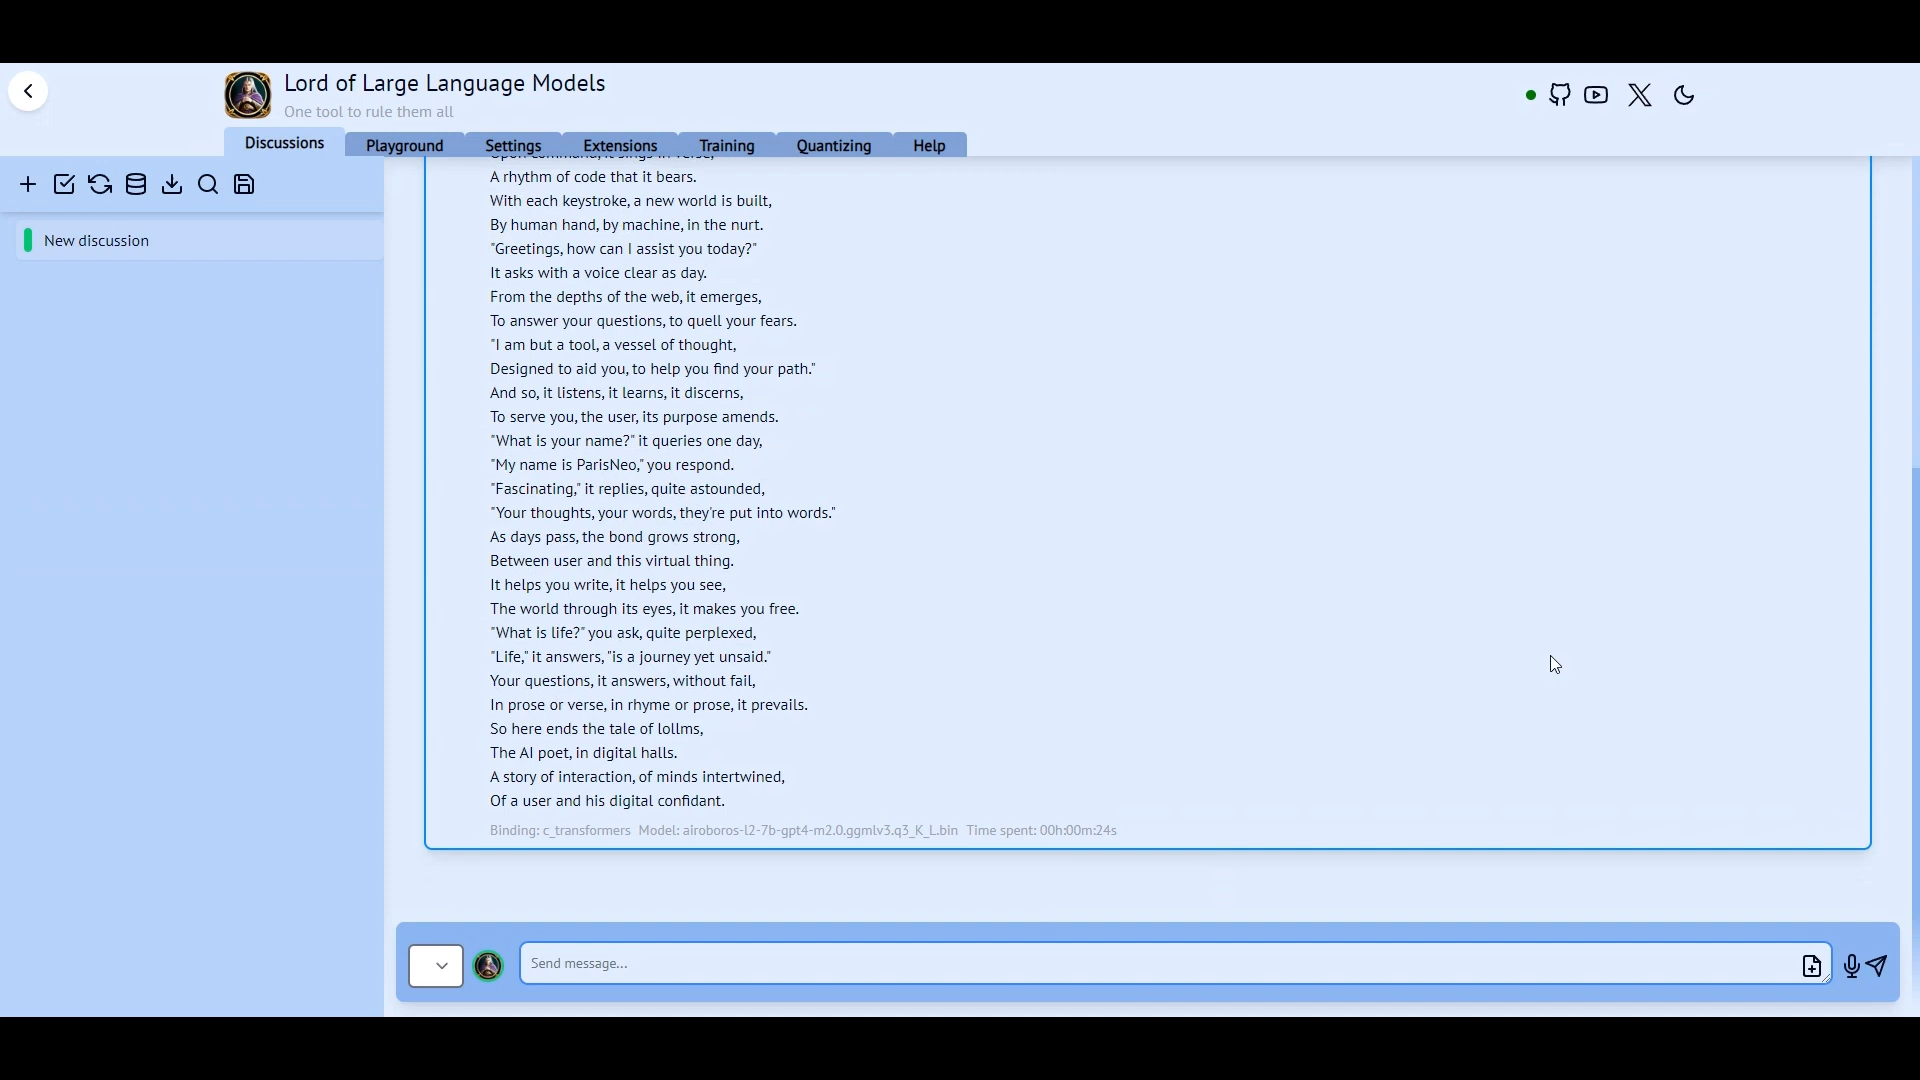 Lord of Large Language Models
One tool to rule them all
Discussions Playground Settings Extensions Training Quantizing Help
New discussion
Upon command, it sings in verse,
A rhythm of code that it bears.
With each keystroke, a new world is built,
By human hand, by machine, in the nurt.
"Greetings, how can I assist you today?"
It asks with a voice clear as day.
From the depths of the web, it emerges,
To answer your questions, to quell your fears.
"I am but a tool, a vessel of thought,
Designed to aid you, to help you find your path."
And so, it listens, it learns, it discerns,
To serve you, the user, its purpose amends.
"What is your name?" it queries one day,
"My name is ParisNeo," you respond.
"Fascinating," it replies, quite astounded,
"Your thoughts, your words, they're put into words."
As days pass, the bond grows strong,
Between user and this virtual thing.
It helps you write, it helps you see,
The world through its eyes, it makes you free.
"What is life?" you ask, quite perplexed,
"Life," it answers, "is a journey yet unsaid."
Your questions, it answers, without fail,
In prose or verse, in rhyme or prose, it prevails.
So here ends the tale of lollms,
The AI poet, in digital halls.
A story of interaction, of minds intertwined,
Of a user and his digital confidant.
Binding: c_transformers Model: airoboros-l2-7b-gpt4-m2.0.ggmlv3.q3_K_L.bin Time spent: 00h:00m:24s
Send message...